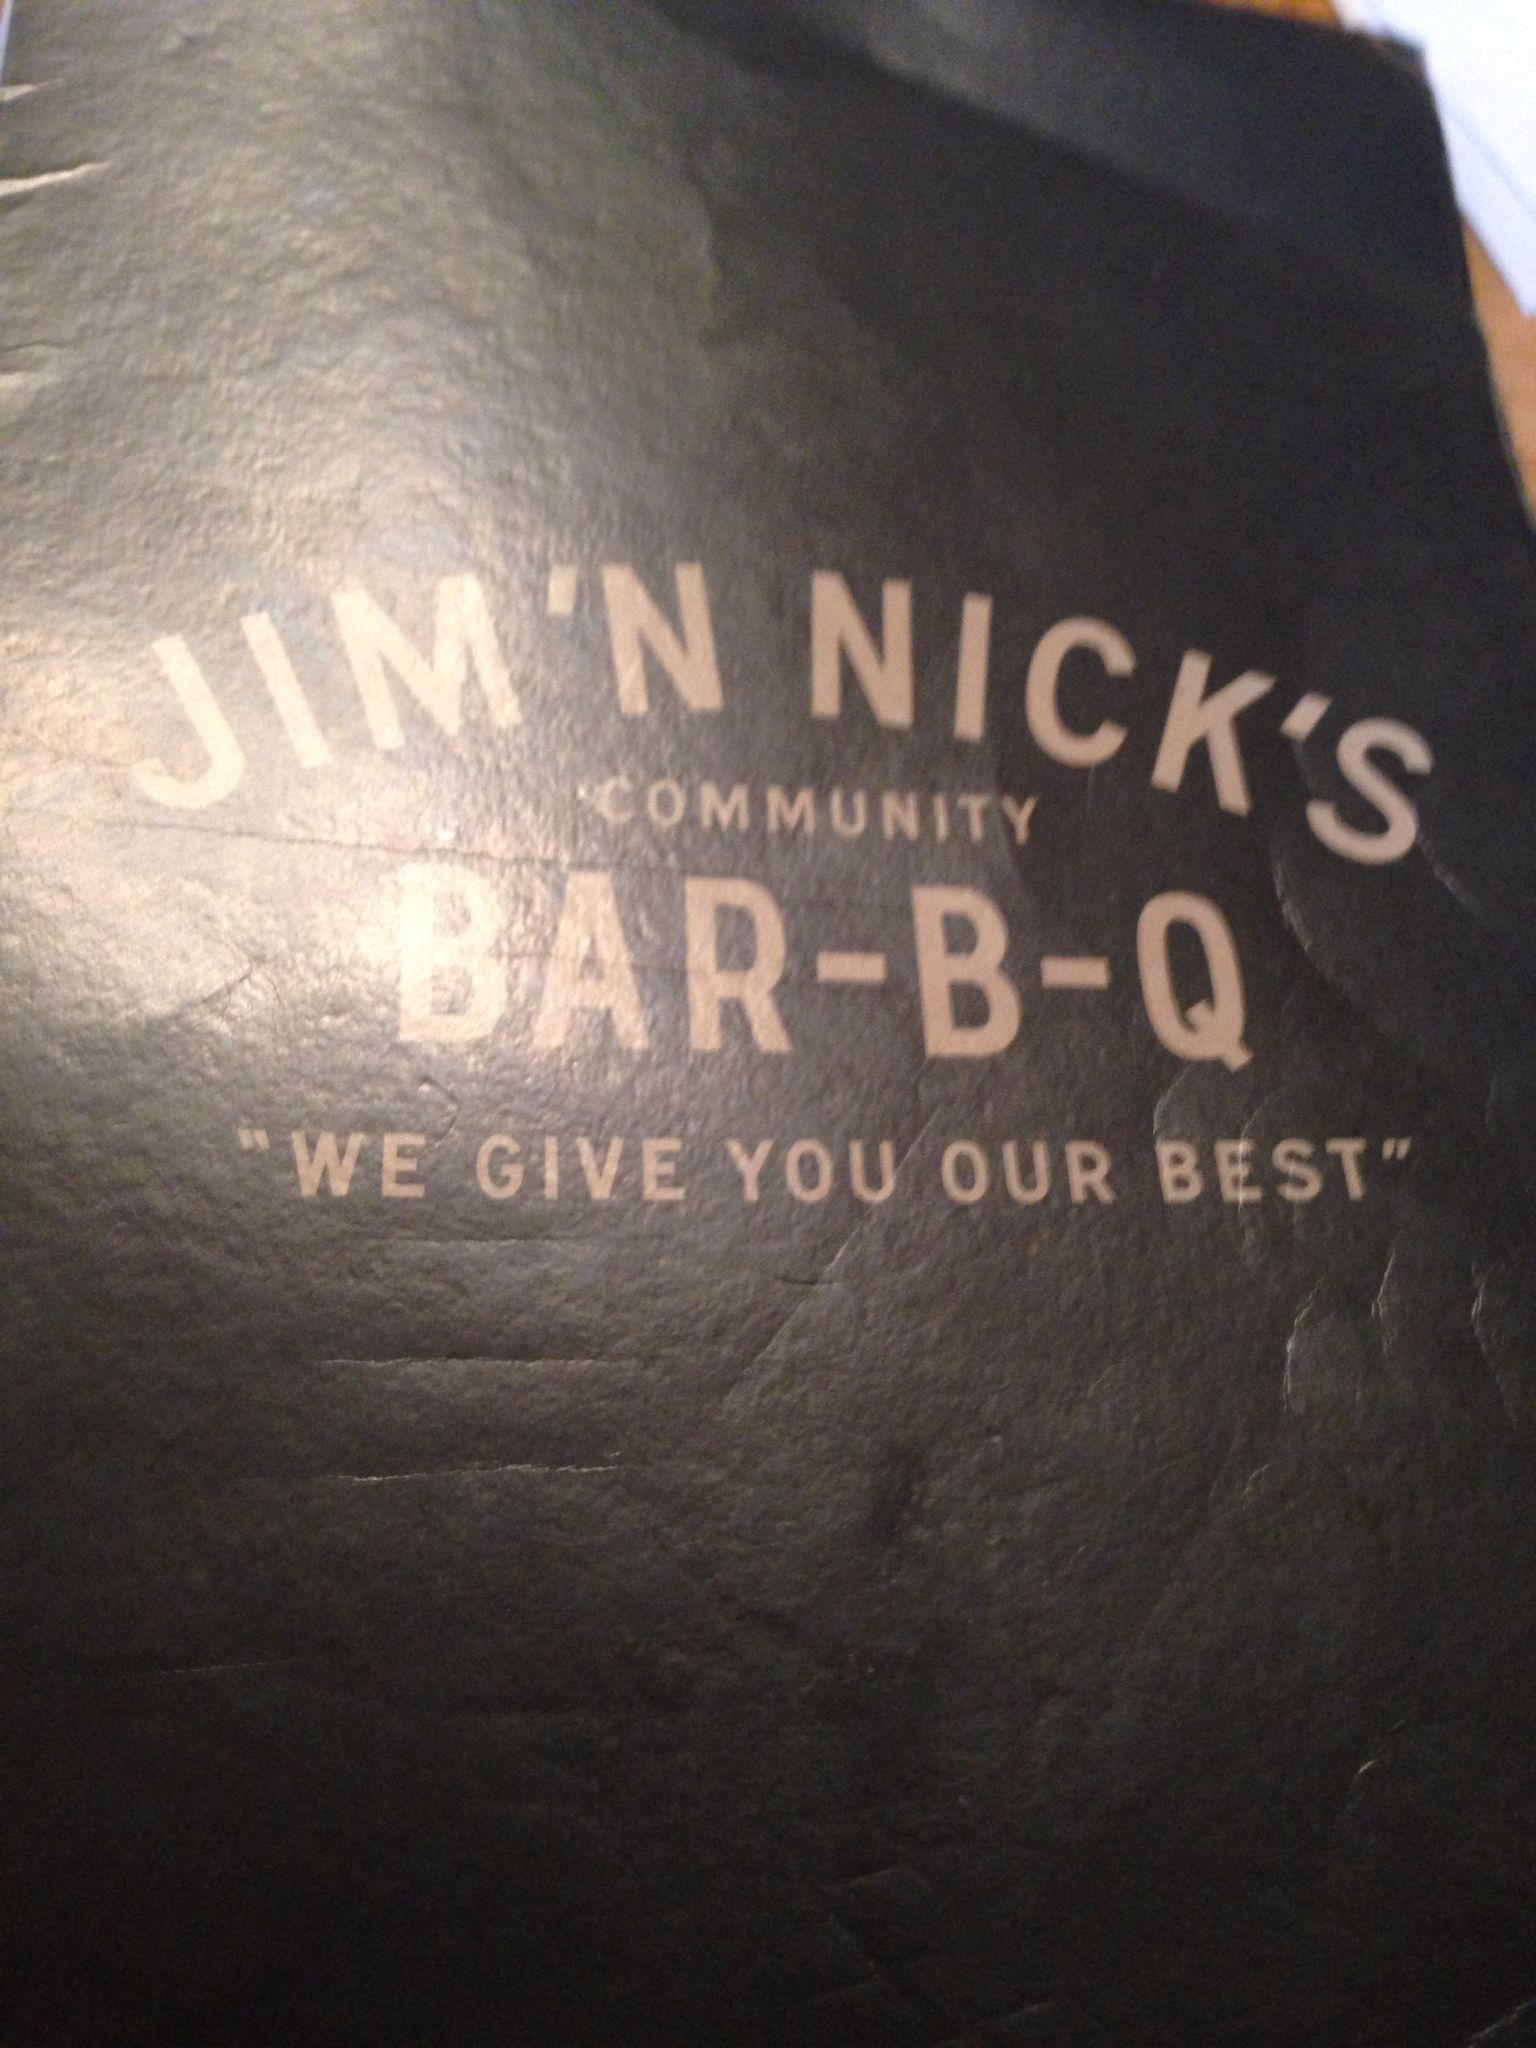 JIM 'N NICK'S
COMMUNITY
BAR-B-Q
"WE GIVE YOU OUR BEST"